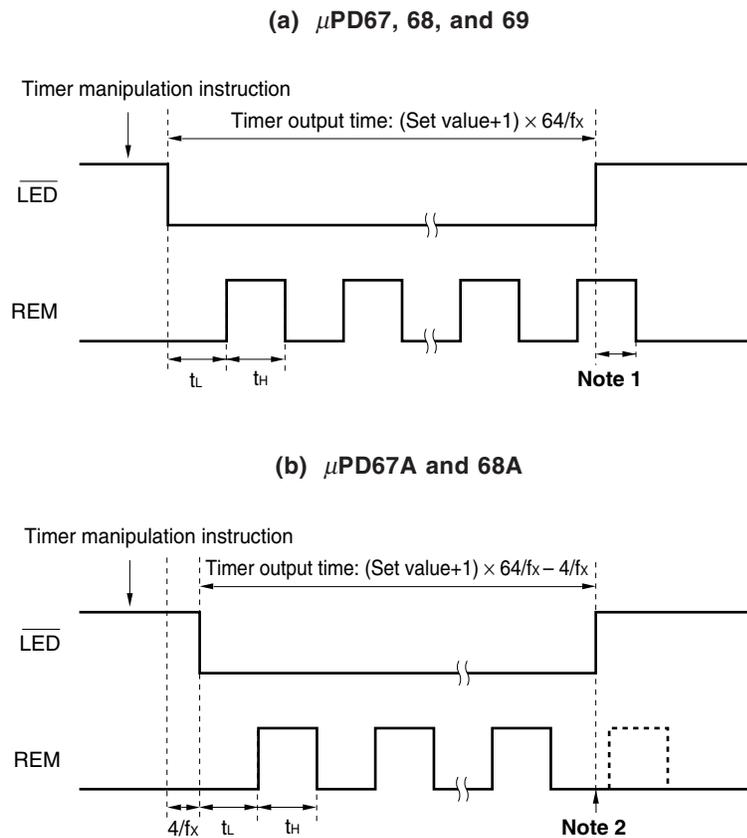 (a) μPD67, 68, and 69
Timer manipulation instruction
Timer output time: (Set value+1) × 64/fX
LED
REM
tL
tH
Note 1
(b) μPD67A and 68A
Timer manipulation instruction
Timer output time: (Set value+1) × 64/fX – 4/fX
LED
REM
4/fX
tL
tH
Note 2